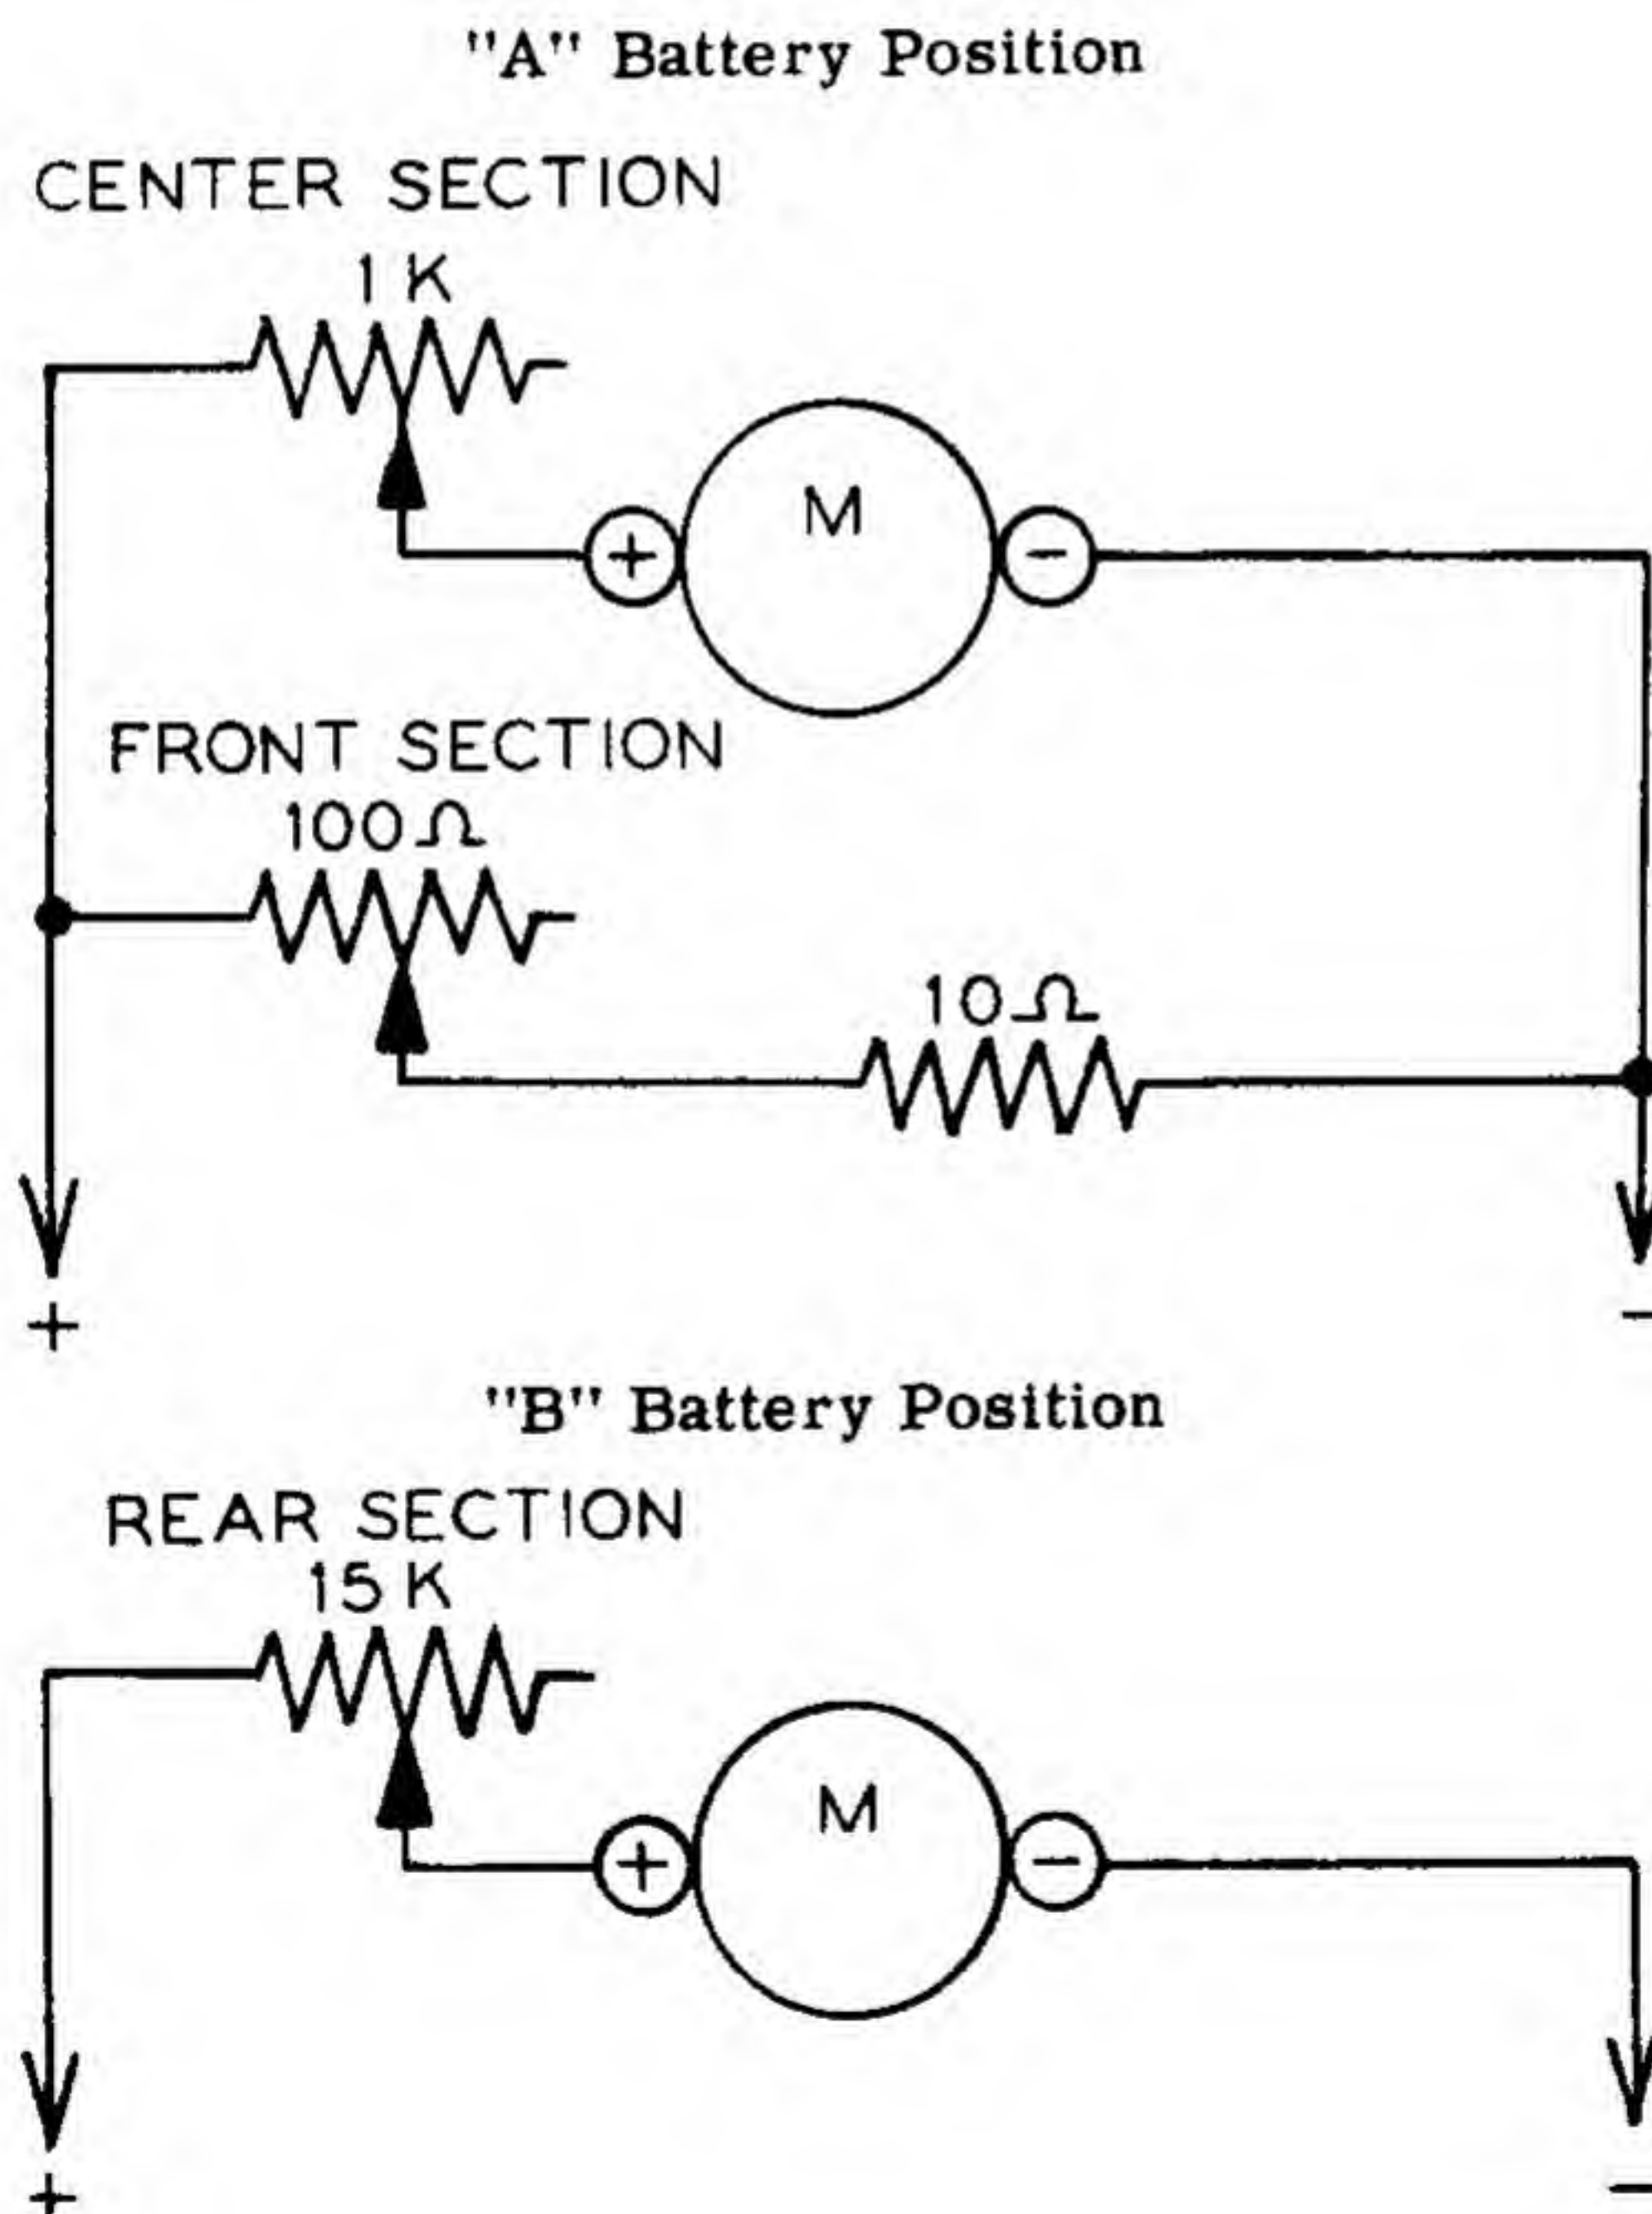 "A" Battery Position
CENTER SECTION
1 K
M
+
-
FRONT SECTION
100Ω
10Ω
+
-
"B" Battery Position
REAR SECTION
15 K
M
+
-
+
-